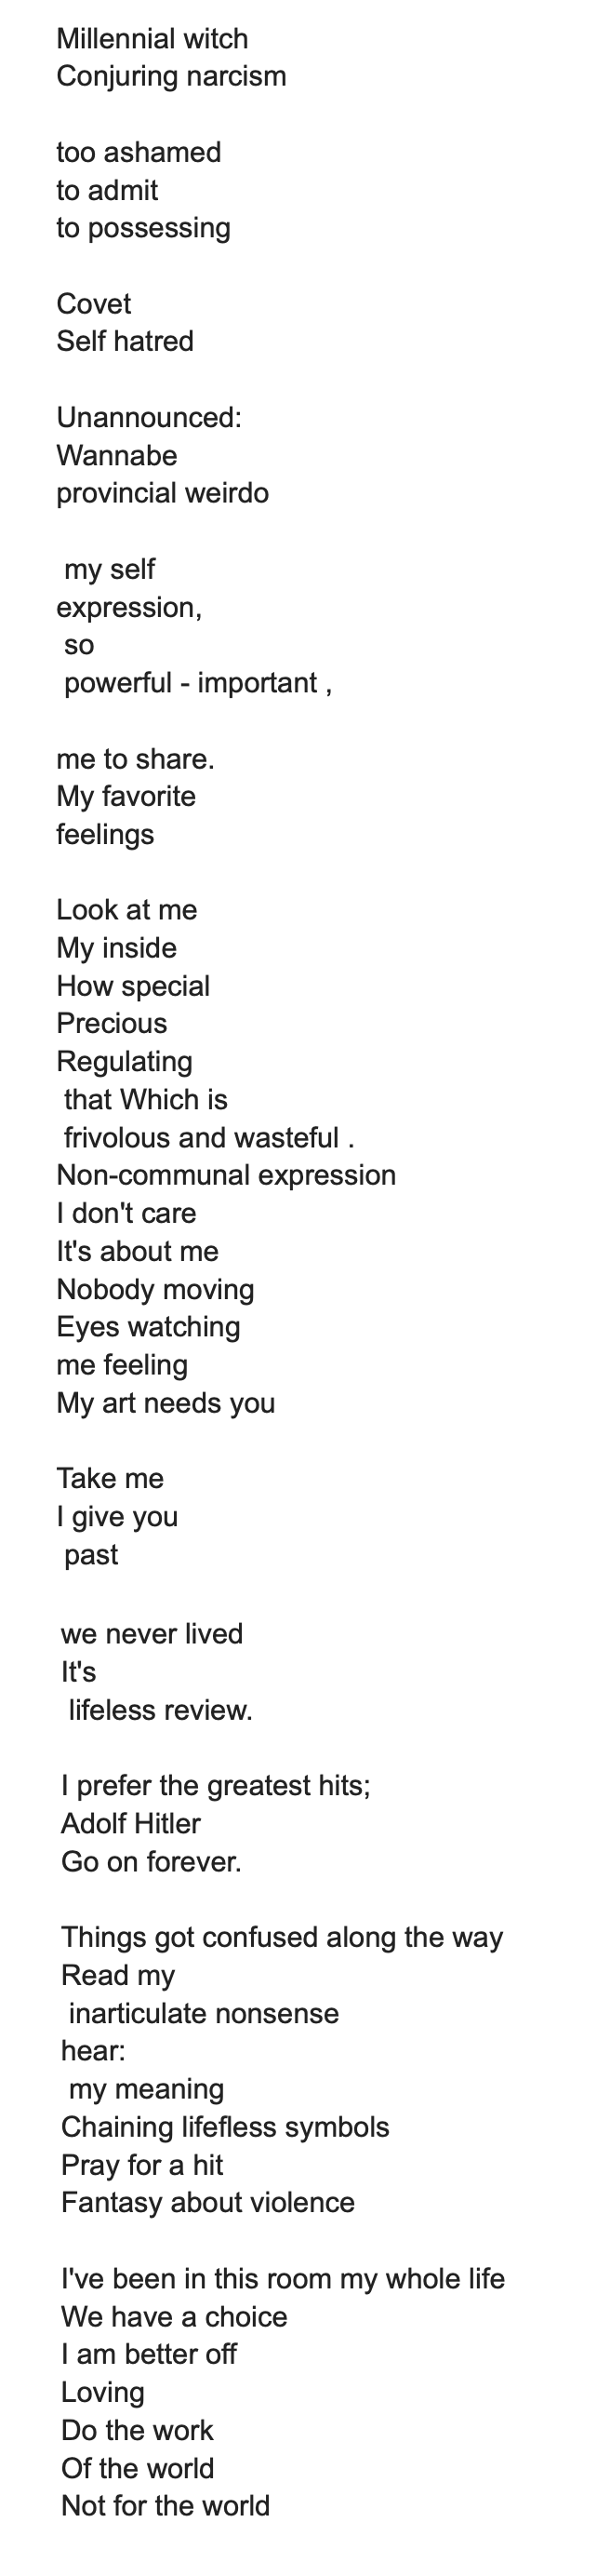 Millennial witch
Conjuring narcism
too ashamed
to admit
to possessing
Covet
Self hatred
Unannounced:
Wannabe
provincial weirdo
my self
expression,
so
powerful - important ,
me to share.
My favorite
feelings
Look at me
My inside
How special
Precious
Regulating
that Which is
frivolous and wasteful .
Non-communal expression
I don't care
It's about me
Nobody moving
Eyes watching
me feeling
My art needs you
Take me
I give you
past
we never lived
It's
lifeless review.
I prefer the greatest hits;
Adolf Hitler
Go on forever.
Things got confused along the way
Read my
inarticulate nonsense
hear:
my meaning
Chaining lifefless symbols
Pray for a hit
Fantasy about violence
I've been in this room my whole life
We have a choice
I am better off
Loving
Do the work
Of the world
Not for the world